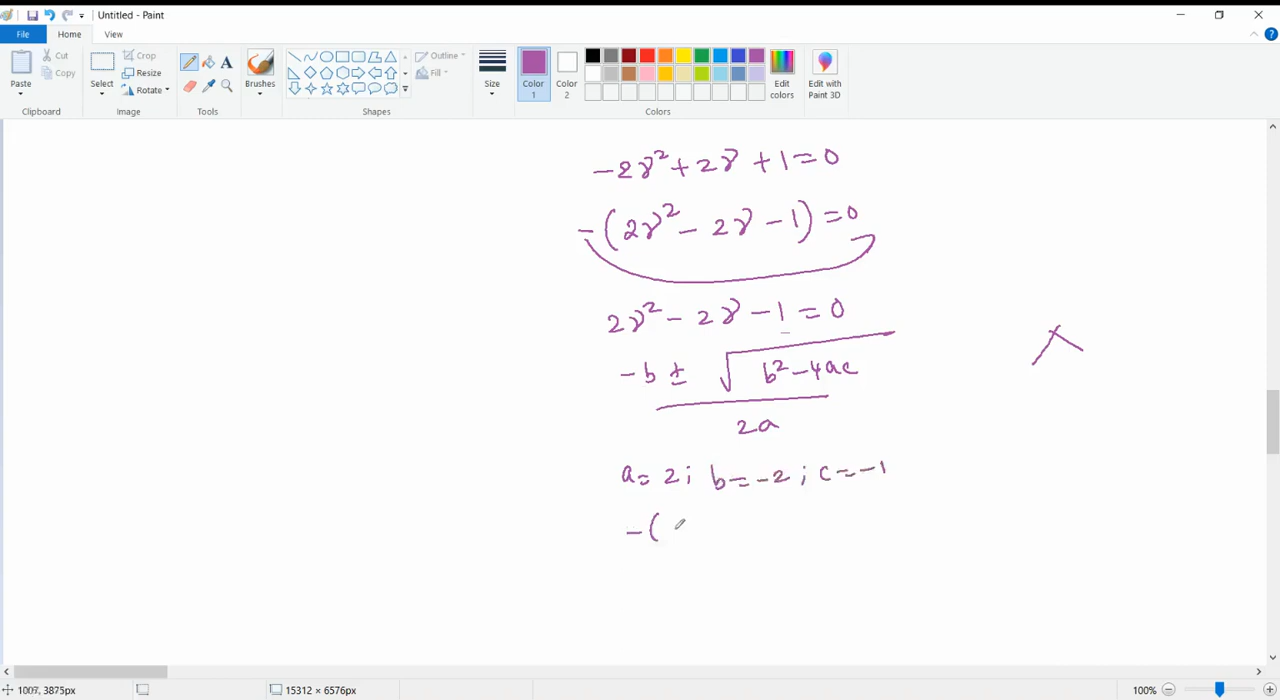 Untitled - Paint
File Home View
Paste Cut Copy Clipboard
Select Crop Resize Rotate Image
Tools
Brushes
Outline Fill Shapes
Size
Color 1 Color 2 Edit colors Colors
Edit with Paint 3D
-2γ²+2γ+1=0
-(2γ²-2γ-1)=0
2γ²-2γ-1=0
-b ± √b²-4ac
2a
a=2; b=-2; c=-1
-(
1007, 3875px 15312 × 6576px 100%